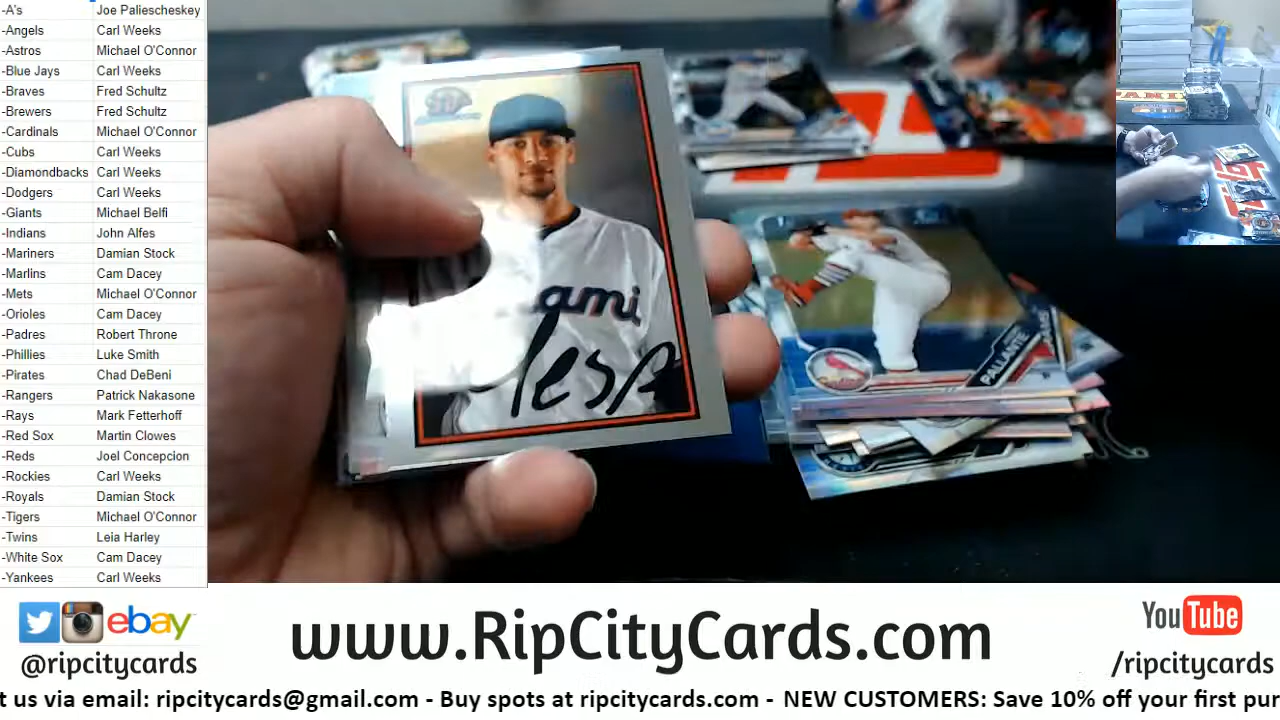 -A's Joe Paliescheskey
-Angels Carl Weeks
-Astros Michael O'Connor
-Blue Jays Carl Weeks
-Braves Fred Schultz
-Brewers Fred Schultz
-Cardinals Michael O'Connor
-Cubs Carl Weeks
-Diamondbacks Carl Weeks
-Dodgers Carl Weeks
-Giants Michael Belfi
-Indians John Alfes
-Mariners Damian Stock
-Marlins Cam Dacey
-Mets Michael O'Connor
-Orioles Cam Dacey
-Padres Robert Throne
-Phillies Luke Smith
-Pirates Chad DeBeni
-Rangers Patrick Nakasone
-Rays Mark Fetterhoff
-Red Sox Martin Clowes
-Reds Joel Concepcion
-Rockies Carl Weeks
-Royals Damian Stock
-Tigers Michael O'Connor
-Twins Leia Harley
-White Sox Cam Dacey
-Yankees Carl Weeks
ami
PALLANTE
ebay
@ripcitycards
www.RipCityCards.com
YouTube
/ripcitycards
t us via email: ripcitycards@gmail.com - Buy spots at ripcitycards.com - NEW CUSTOMERS: Save 10% off your first pur